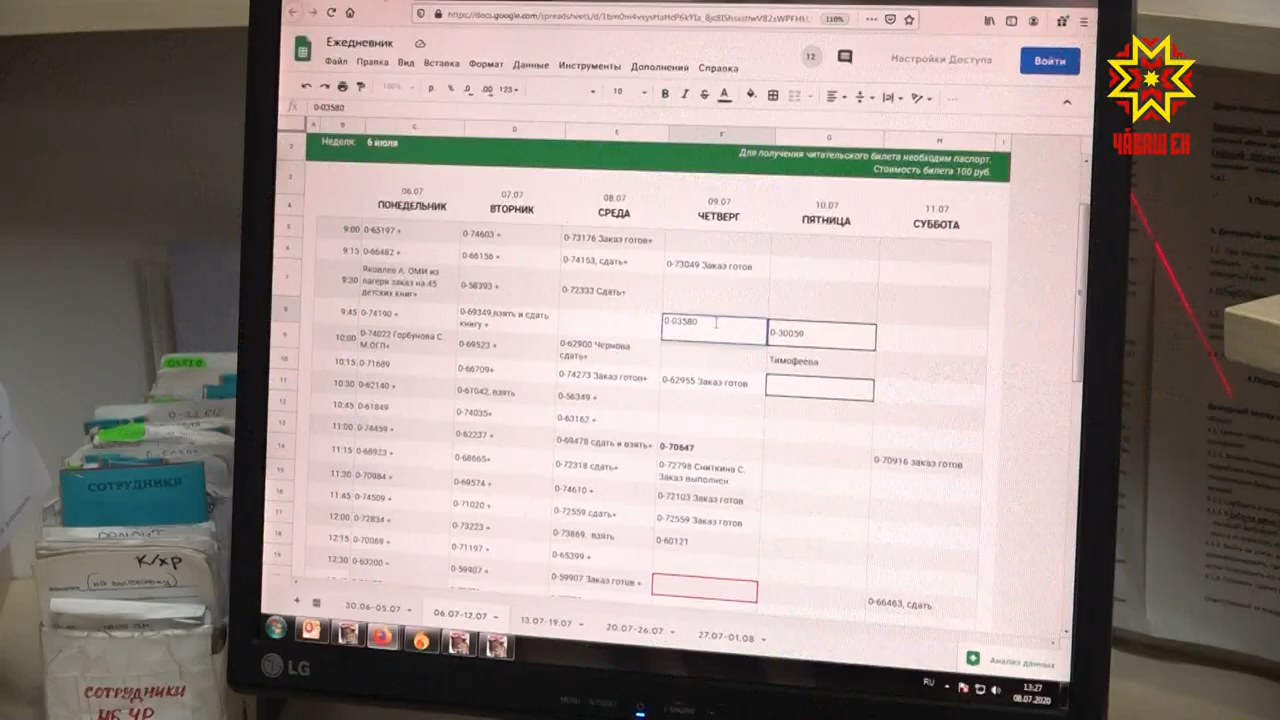 110%
Ежедневник
12
Настройки Доступа
Войти
Файл Правка Вид Вставка Формат Данные Инструменты Дополнения Справка
100%
р. % .0 .00 123
10
B I S A
fx 0-03580
A B C D E F G H I
Неделя: 6 июля
Для получения читательского билета необходим паспорт.
Стоимость билета 100 руб.
06.07 07.07 08.07 09.07 10.07 11.07
ПОНЕДЕЛЬНИК ВТОРНИК СРЕДА ЧЕТВЕРГ ПЯТНИЦА СУББОТА
9:00 0-65197 + 0-74603 + 0-73176 Заказ готов+
9:15 0-66482 + 0-66156 + 0-74153, сдать+ 0-73049 Заказ готов
9:30 Яковлев А. ОМИ из лагеря заказ на 45 детских книг+ 0-58393 + 0-72333 Сдать+
9:45 0-74190 + 0-69349,взять и сдать книгу + 0-03580 0-30059
10:00 0-74022 Горбунова С. М.ОГЛ+ 0-69523 + 0-62900 Чернова сдать+ Тимофеева
10:15 0-71689 0-66709+ 0-74273 Заказ готов+ 0-62955 Заказ готов
10:30 0-62140 + 0-61042, взять 0-56349 +
10:45 0-61849 0-74035+ 0-63162 +
11:00 0-74459 + 0-62237 + 0-69478 сдать и взять+ 0-70647
11:15 0-68923 + 0-68665+ 0-72318 сдать+ 0-72798 Сниткина С. Заказ выполнен 0-70916 заказ готов
11:30 0-70984 + 0-69574 + 0-74610 + 0-72103 Заказ готов
11:45 0-74509 + 0-71020 + 0-72559 сдать+ 0-72559 Заказ готов
12:00 0-72834 + 0-73223 + 0-73869, взять 0-60121
12:15 0-70069 + 0-71197 + 0-65399 +
12:30 0-63200 + 0-59907 + 0-59907 Заказ готов + 0-66463, сдать
30.06-05.07 06.07-12.07 13.07-19.07 20.07-26.07 27.07-01.08
Анализ данных
RU
13:27
08.07.2020
LG
ЧӐВАШ ЕН
СОТРУДНИКИ
К/ХР
СОТРУДНИКИ
НБ ЧР